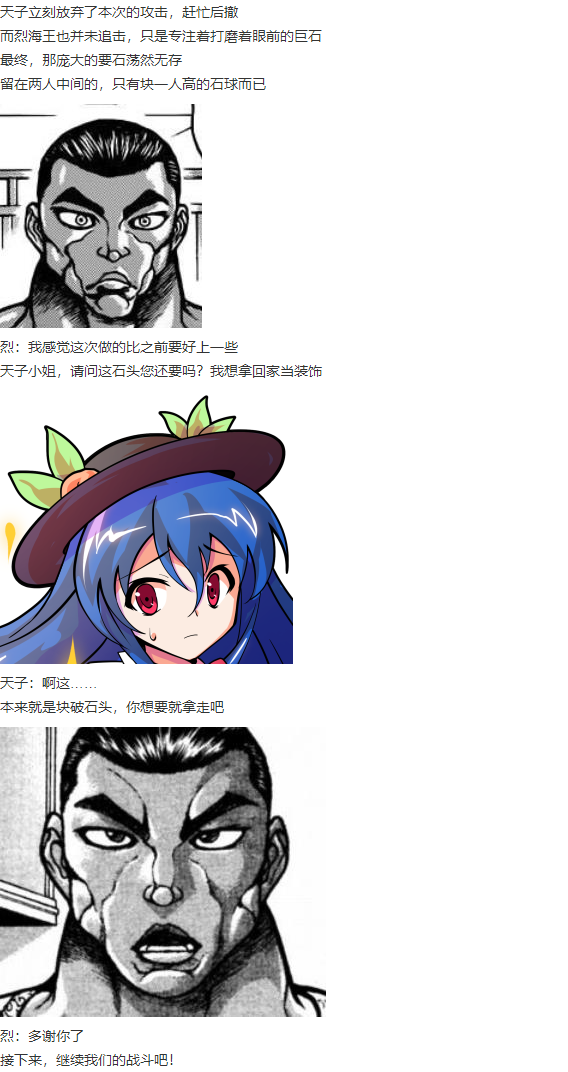 天子立刻放弃了本次的攻击，赶忙后撤
而烈海王也并未追击，只是专注着打磨着眼前的巨石
最终，那庞大的要石荡然无存
留在两人中间的，只有块一人高的石球而已
烈：我感觉这次做的比之前要好上一些
天子小姐，请问这石头您还要吗？我想拿回家当装饰
天子：啊这……
本来就是块破石头，你想要就拿走吧
烈：多谢你了
接下来，继续我们的战斗吧！